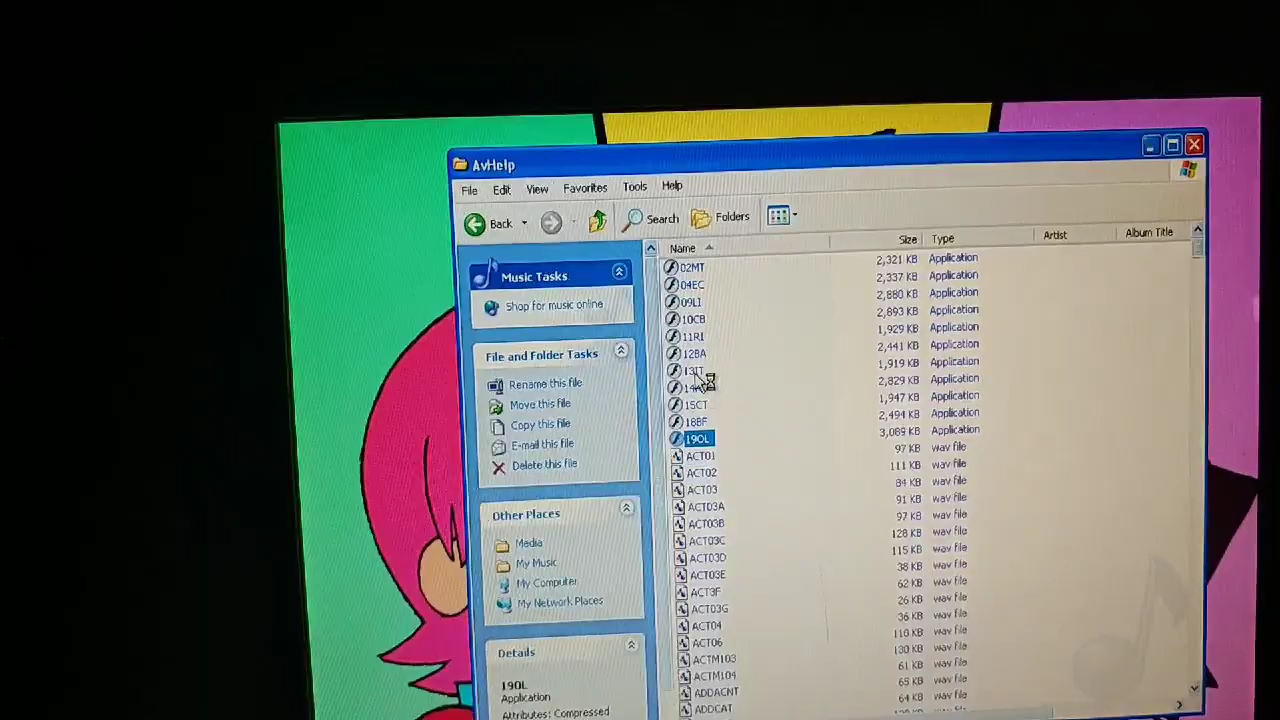 AvHelp
File Edit View Favorites Tools Help
Back Search Folders
Name Size Type Artist Album Title
Music Tasks
Shop for music online
File and Folder Tasks
Rename this file
Move this file
Copy this file
E-mail this file
Delete this file
Other Places
Media
My Music
My Computer
My Network Places
Details
19OL
Application
Attributes: Compressed
02MT 2,321 KB Application
04EC 2,337 KB Application
09LI 2,880 KB Application
10CB 2,893 KB Application
11RI 1,929 KB Application
12BA 2,441 KB Application
13IT 1,919 KB Application
2,829 KB Application
15CT 1,947 KB Application
18BF 2,494 KB Application
19OL 3,089 KB Application
ACT01 97 KB wav file
ACT02 111 KB wav file
ACT03 84 KB wav file
ACT03A 91 KB wav file
ACT03B 97 KB wav file
ACT03C 128 KB wav file
ACT03D 115 KB wav file
ACT03E 38 KB wav file
ACT3F 62 KB wav file
ACT03G 26 KB wav file
ACT04 36 KB wav file
ACT06 110 KB wav file
ACTM103 130 KB wav file
ACTM104 61 KB wav file
ADDACNT 65 KB wav file
ADDCAT 64 KB wav file